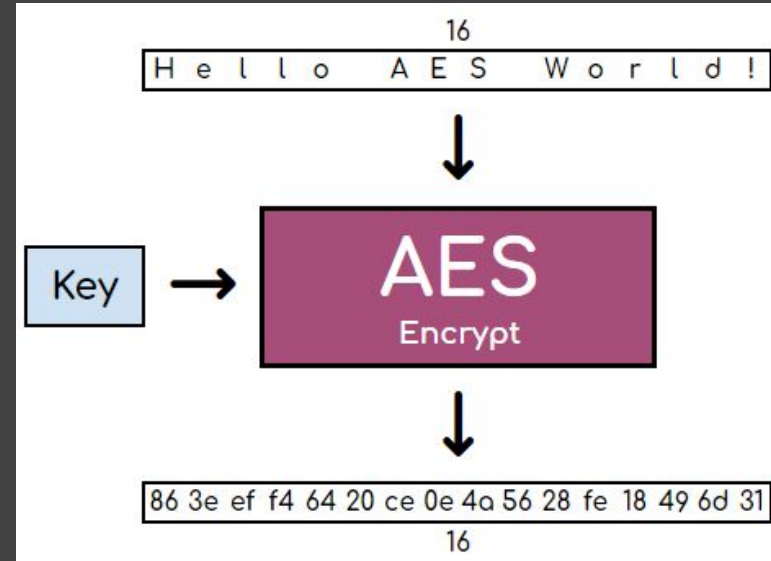 16
H e l l o   A E S   W o r l d !
Key
AES
Encrypt
86 3e ef f4 64 20 ce 0e 4a 56 28 fe 18 49 6d 31
16